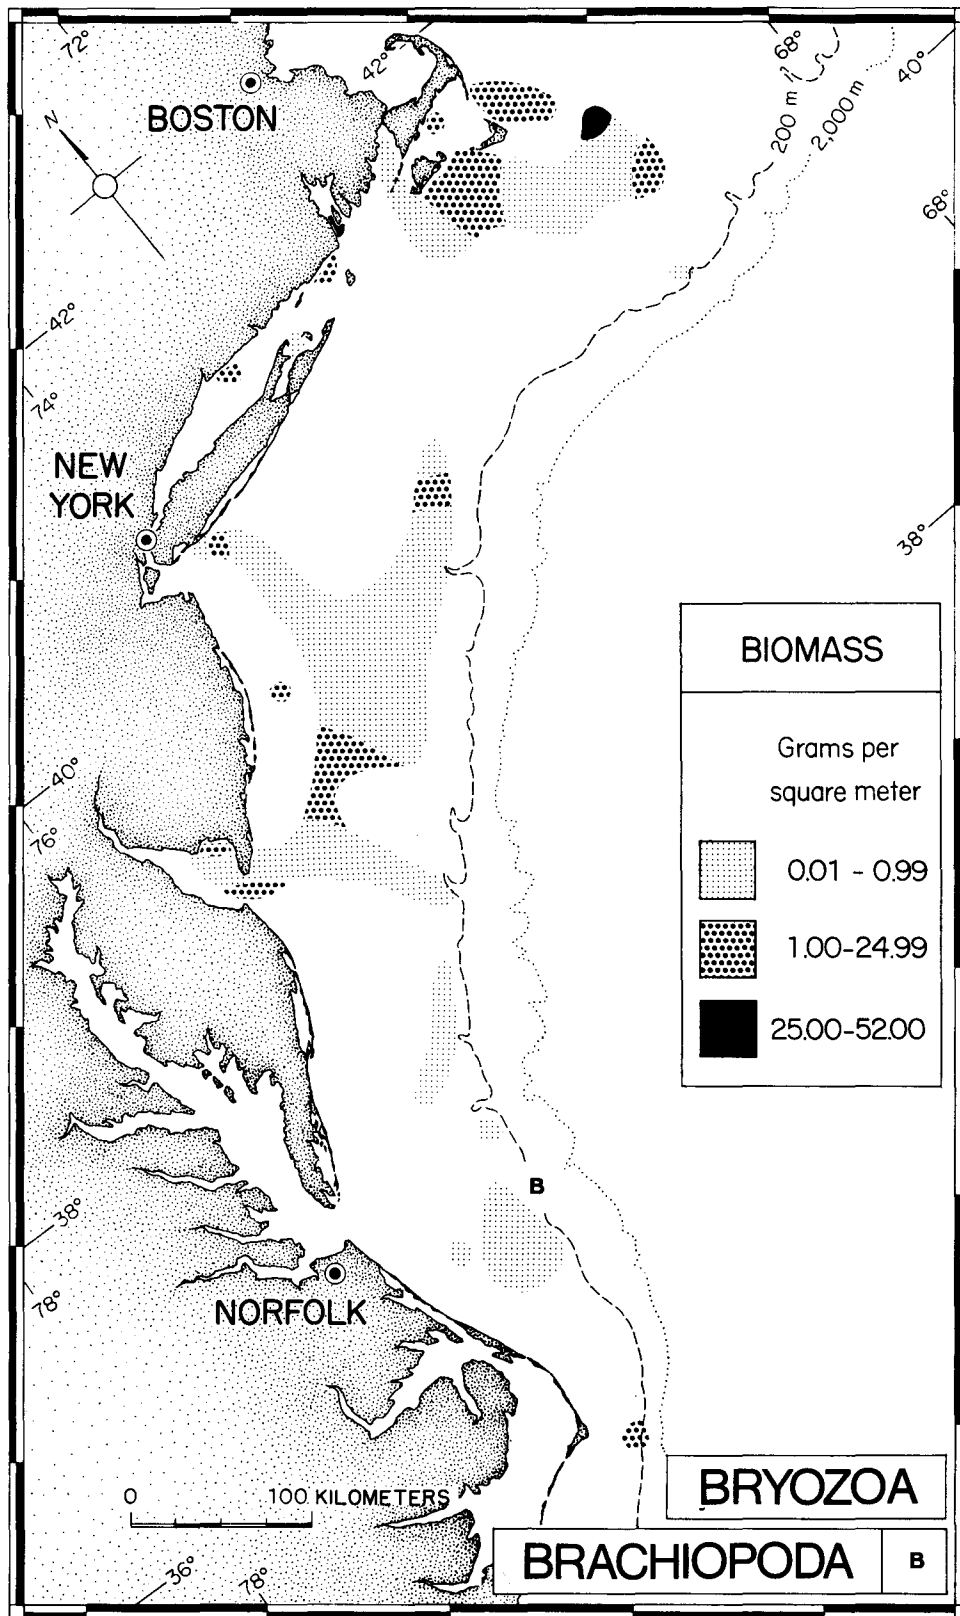 72°
42°
68°
40°
BOSTON
200 m
2,000 m
N
68°
42°
74°
NEW
YORK
38°
BIOMASS
Grams per
square meter
0.01 - 0.99
1.00-24.99
25.00-52.00
40°
76°
B
38°
78°
NORFOLK
0 100 KILOMETERS
BRYOZOA
BRACHIOPODA B
36°
78°